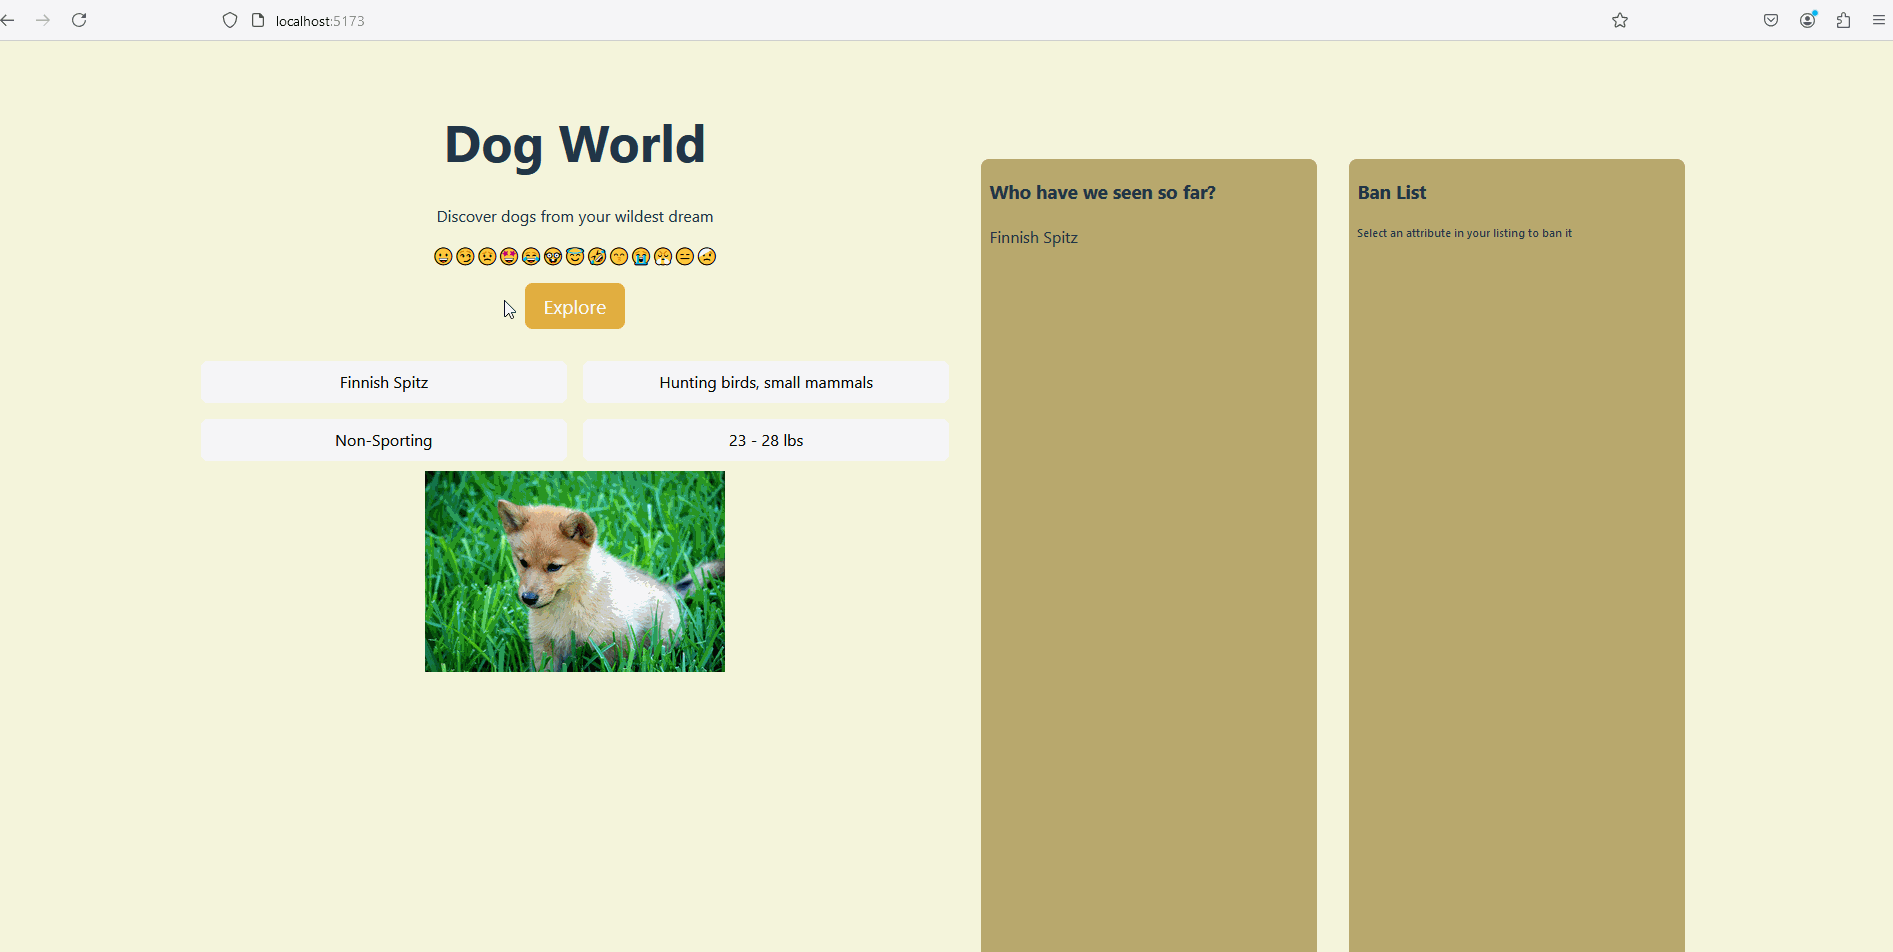 localhost:5173
Dog World
Discover dogs from your wildest dream
😀😏😟🤩😂🥸😇🤣😙😭😤😑🤕
Explore
Finnish Spitz
Hunting birds, small mammals
Non-Sporting
23 - 28 lbs
Who have we seen so far?
Finnish Spitz
Ban List
Select an attribute in your listing to ban it